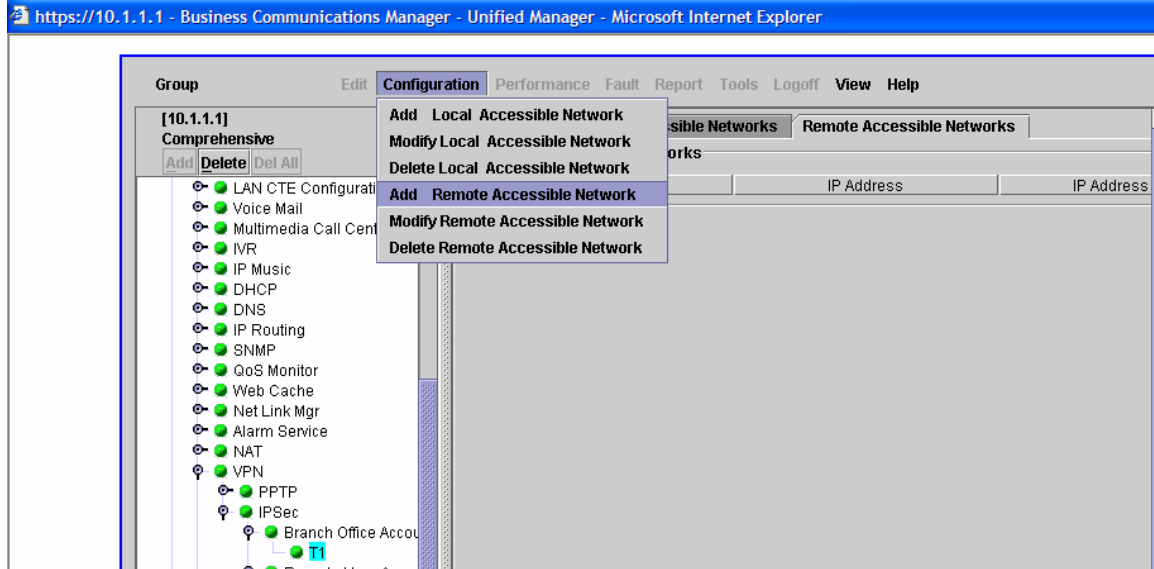 https://10.1.1.1 - Business Communications Manager - Unified Manager - Microsoft Internet Explorer
Group Edit Configuration Performance Fault Report Tools Logoff View Help
[10.1.1.1]
Comprehensive
Add Delete Del All
Add Local Accessible Network
Modify Local Accessible Network
Delete Local Accessible Network
Add Remote Accessible Network
Modify Remote Accessible Network
Delete Remote Accessible Network
ssible Networks Remote Accessible Networks
orks
IP Address IP Address
LAN CTE Configurati
Voice Mail
Multimedia Call Cent
IVR
IP Music
DHCP
DNS
IP Routing
SNMP
QoS Monitor
Web Cache
Net Link Mgr
Alarm Service
NAT
VPN
PPTP
IPSec
Branch Office Accou
T1